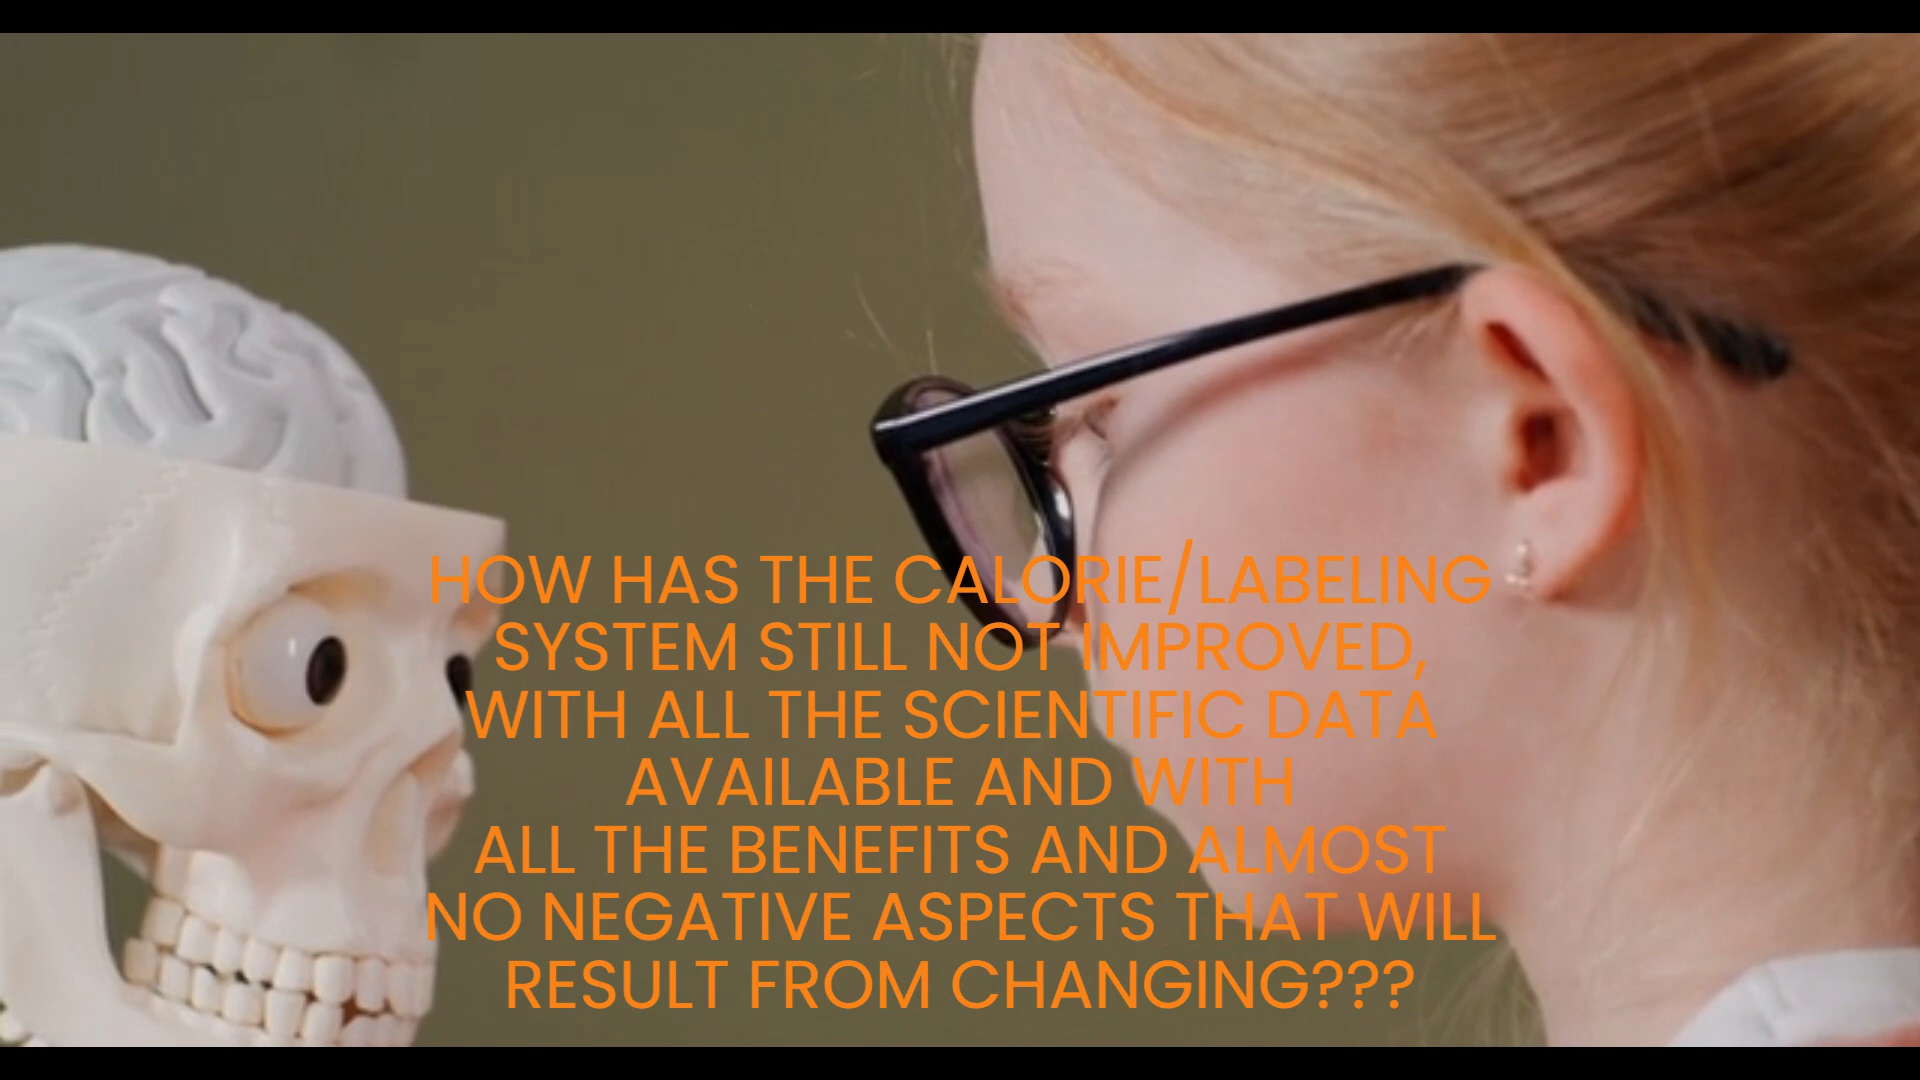 HOW HAS THE CALORIE/LABELING
SYSTEM STILL NOT IMPROVED,
WITH ALL THE SCIENTIFIC DATA
AVAILABLE AND WITH
ALL THE BENEFITS AND ALMOST
NO NEGATIVE ASPECTS THAT WILL
RESULT FROM CHANGING???